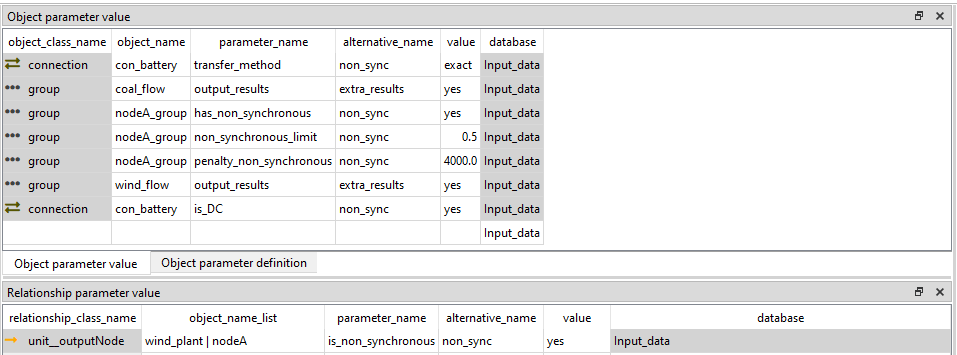 Object parameter value
object_class_name object_name parameter_name alternative_name value database
connection con_battery transfer_method non_sync exact Input_data
group coal_flow output_results extra_results yes Input_data
group nodeA_group has_non_synchronous non_sync yes Input_data
group nodeA_group non_synchronous_limit non_sync 0.5 Input_data
group nodeA_group penalty_non_synchronous non_sync 4000.0 Input_data
group wind_flow output_results extra_results yes Input_data
connection con_battery is_DC non_sync yes Input_data
Input_data
Object parameter value Object parameter definition
Relationship parameter value
relationship_class_name object_name_list parameter_name alternative_name value database
unit__outputNode wind_plant | nodeA is_non_synchronous non_sync yes Input_data